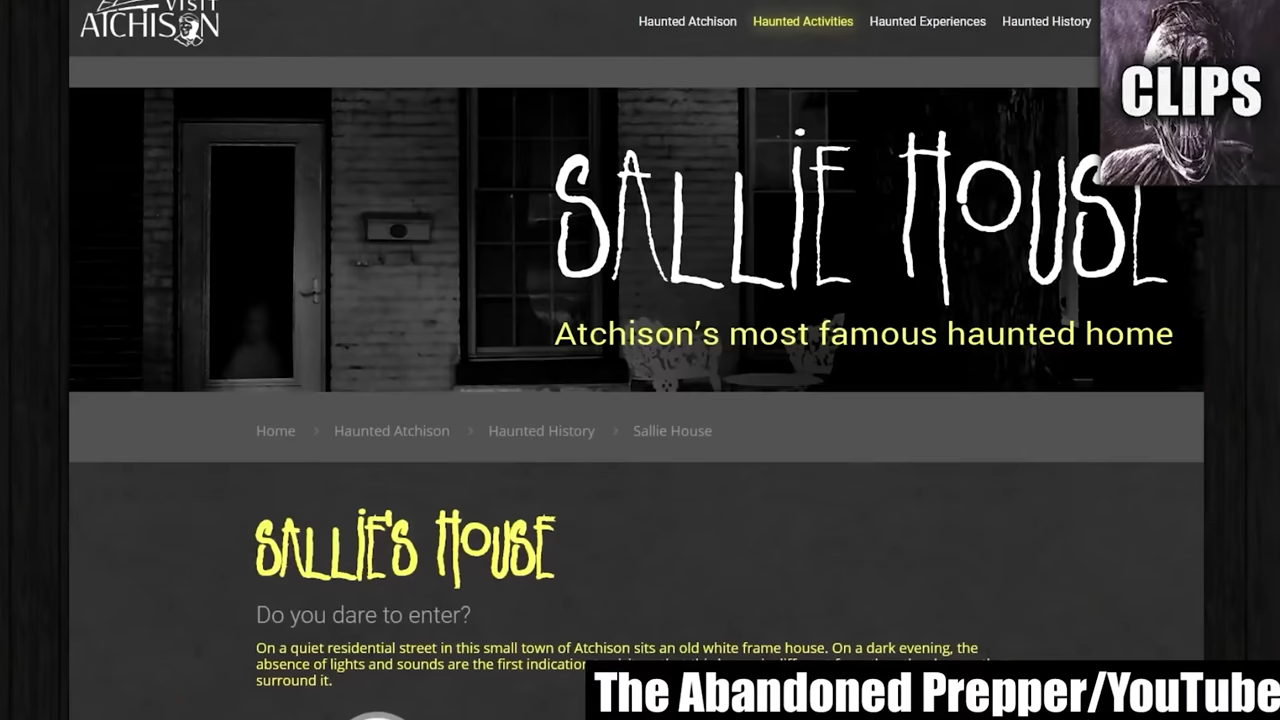 VISIT
ATCHISON
Haunted Atchison
Haunted Activities
Haunted Experiences
Haunted History
CLIPS
SALLIE HOUSE
Atchison's most famous haunted home
Home › Haunted Atchison › Haunted History › Sallie House
SALLIE'S HOUSE
Do you dare to enter?
On a quiet residential street in this small town of Atchison sits an old white frame house. On a dark evening, the
absence of lights and sounds are the first indication
surround it.
The Abandoned Prepper/YouTube